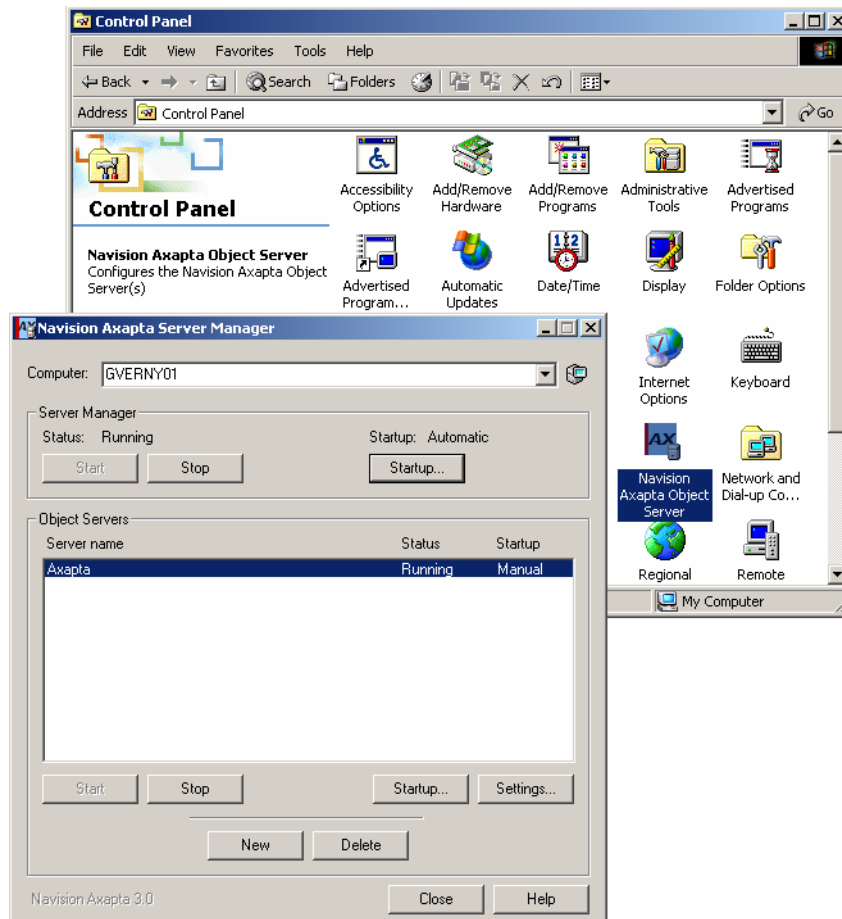 Control Panel
File Edit View Favorites Tools Help
Back Search Folders
Address Control Panel Go
Control Panel
Navision Axapta Object Server
Configures the Navision Axapta Object
Server(s)
Accessibility
Options
Add/Remove
Hardware
Add/Remove
Programs
Administrative
Tools
Advertised
Programs
Advertised
Program...
Automatic
Updates
Date/Time
Display
Folder Options
Internet
Options
Keyboard
Navision
Axapta Object
Server
Network and
Dial-up Co...
Regional
Remote
My Computer
Navision Axapta Server Manager
Computer: GVERNY01
Server Manager
Status: Running Startup: Automatic
Start Stop Startup...
Object Servers
Server name Status Startup
Axapta Running Manual
Start Stop Startup... Settings...
New Delete
Navision Axapta 3.0 Close Help